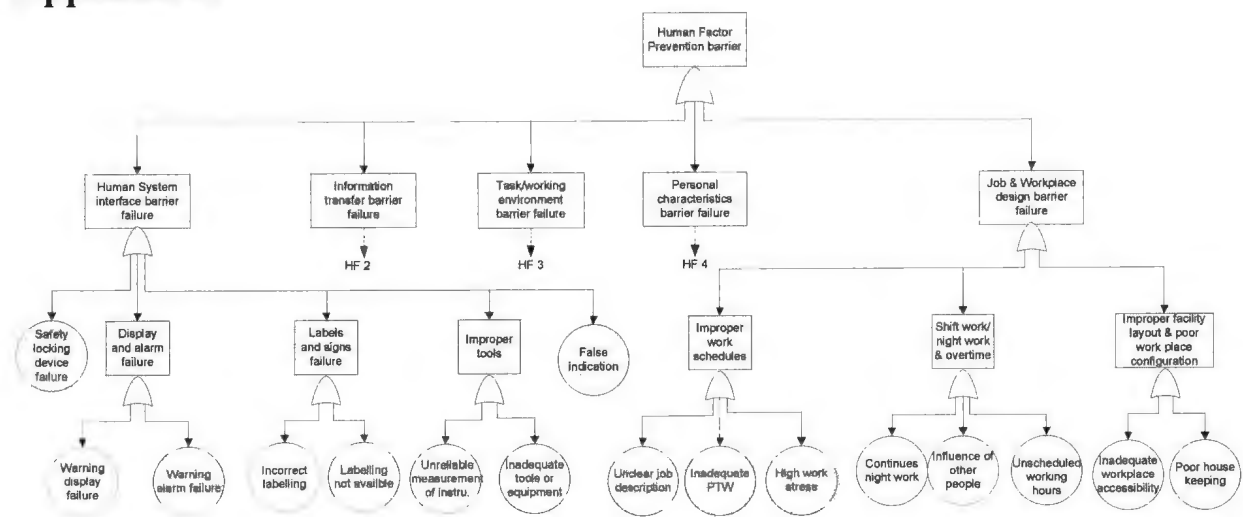 Human Factor
Prevention barrier
Human System
interface barrier
failure
Information
transfer barrier
failure
Task/working
environment barrier
failure
Personal
characteristics
barrier failure
Job & Workplace
design barrier
failure
HF 2
HF 3
HF 4
Safety
locking
device
failure
Display
and alarm
failure
Labels
and signs
failure
Improper
tools
False
indication
Improper
work
schedules
Shift work/
night work
& overtime
Improper facility
layout & poor
work place
configuration
Warning
display
failure
Warning
alarm failure
Incorrect
labelling
Labelling
not availble
Unreliable
measurement
of instru.
Inadequate
tools or
equipment
Unclear job
description
Inadequate
PTW
High work
stress
Continues
night work
Influence of
other
people
Unscheduled
working
hours
Inadequate
workplace
accessibility
Poor house
keeping